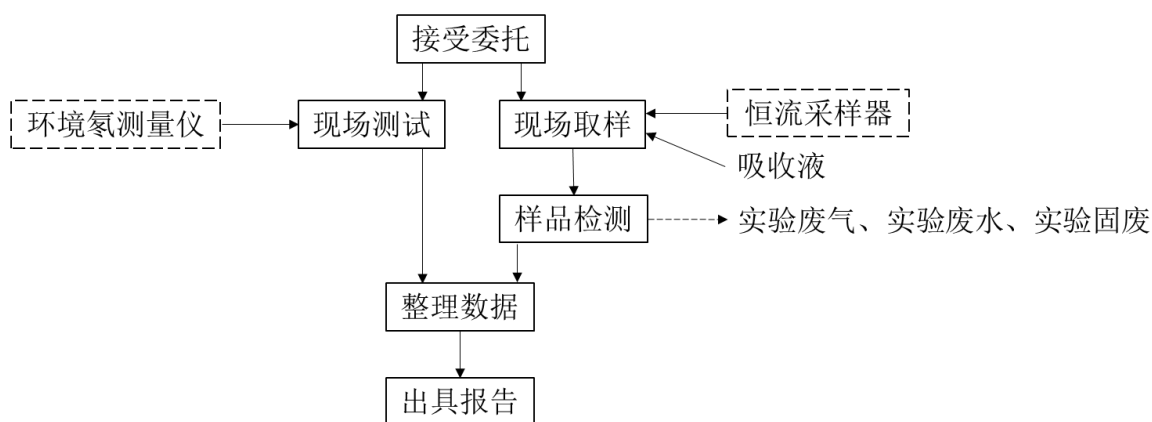 接受委托
环境氡测量仪
现场测试
现场取样
恒流采样器
吸收液
样品检测
实验废气、实验废水、实验固废
整理数据
出具报告